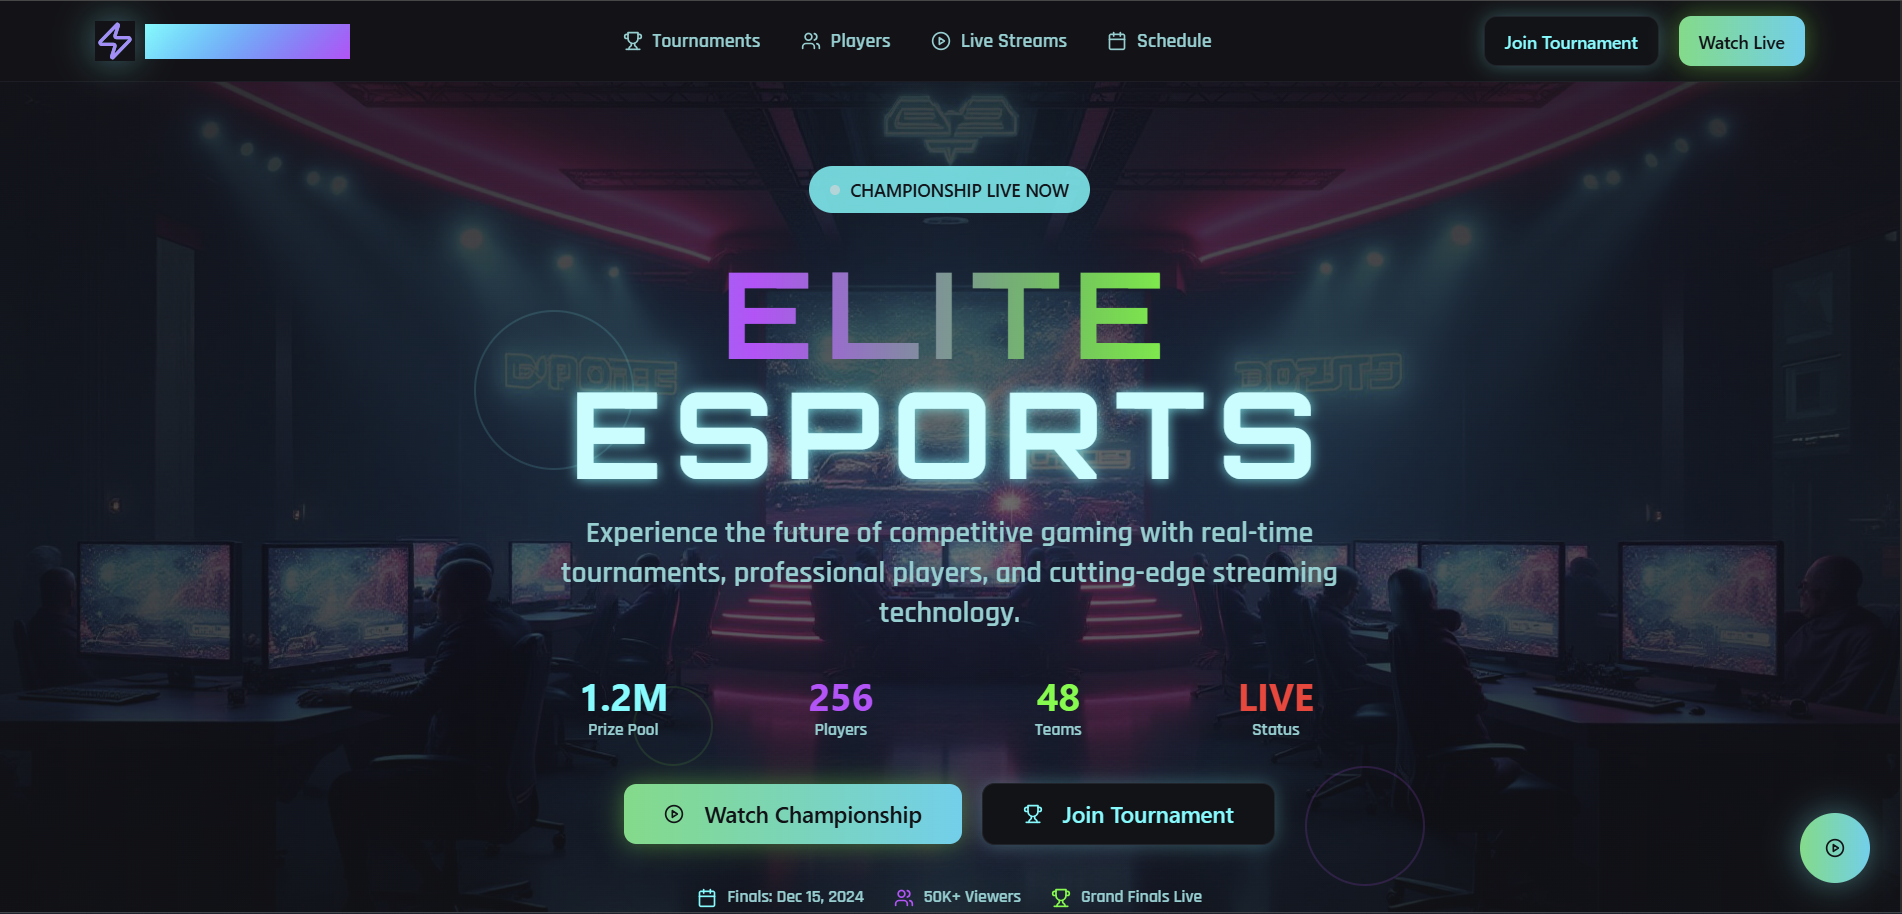 Tournaments
Players
Live Streams
Schedule
Join Tournament
Watch Live
CHAMPIONSHIP LIVE NOW
ELITE
ESPORTS
Experience the future of competitive gaming with real-time
tournaments, professional players, and cutting-edge streaming
technology.
1.2M
256
48
LIVE
Prize Pool
Players
Teams
Status
Watch Championship
Join Tournament
Finals: Dec 15, 2024
50K+ Viewers
Grand Finals Live